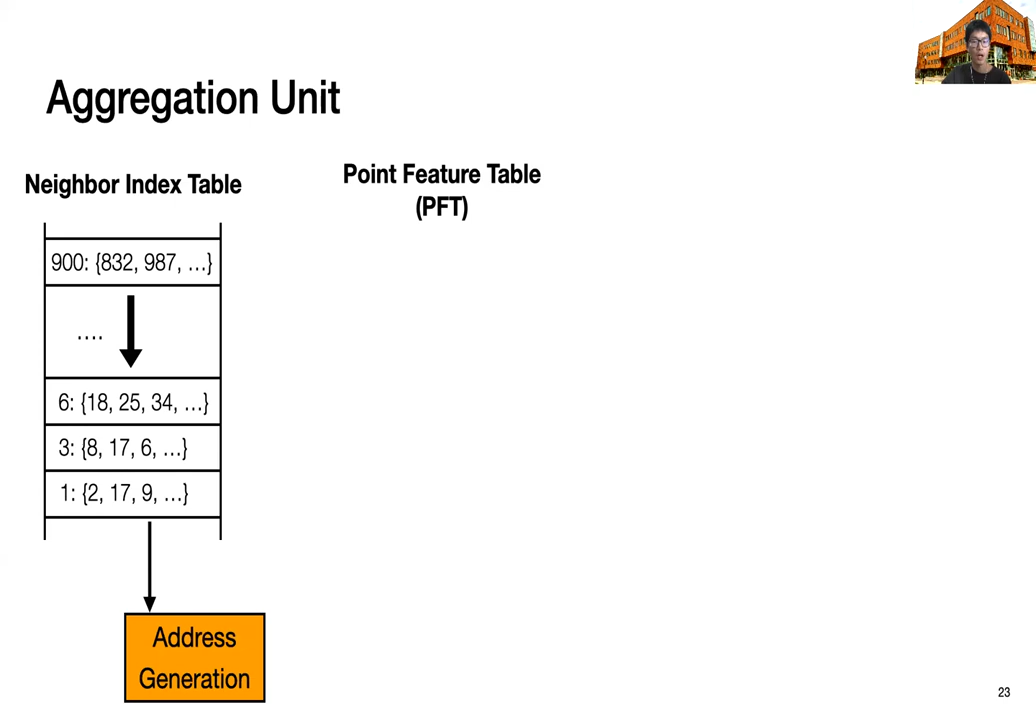 Aggregation Unit
Neighbor Index Table
Point Feature Table
(PFT)
900: {832, 987, …}
….
6: {18, 25, 34, …}
3: {8, 17, 6, …}
1: {2, 17, 9, …}
Address
Generation
23